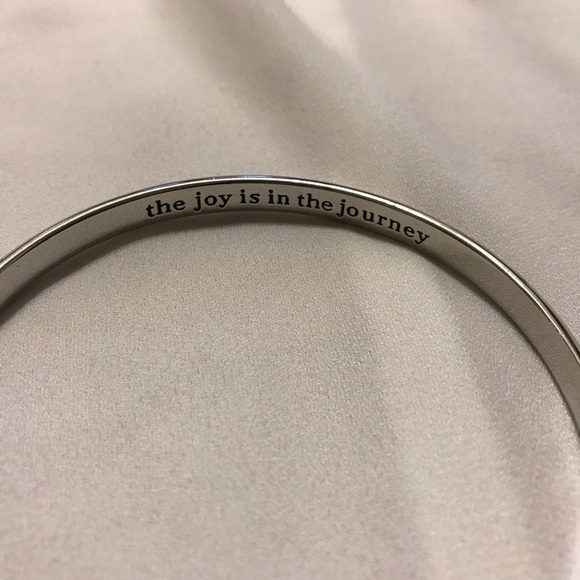 the joy is in the journey